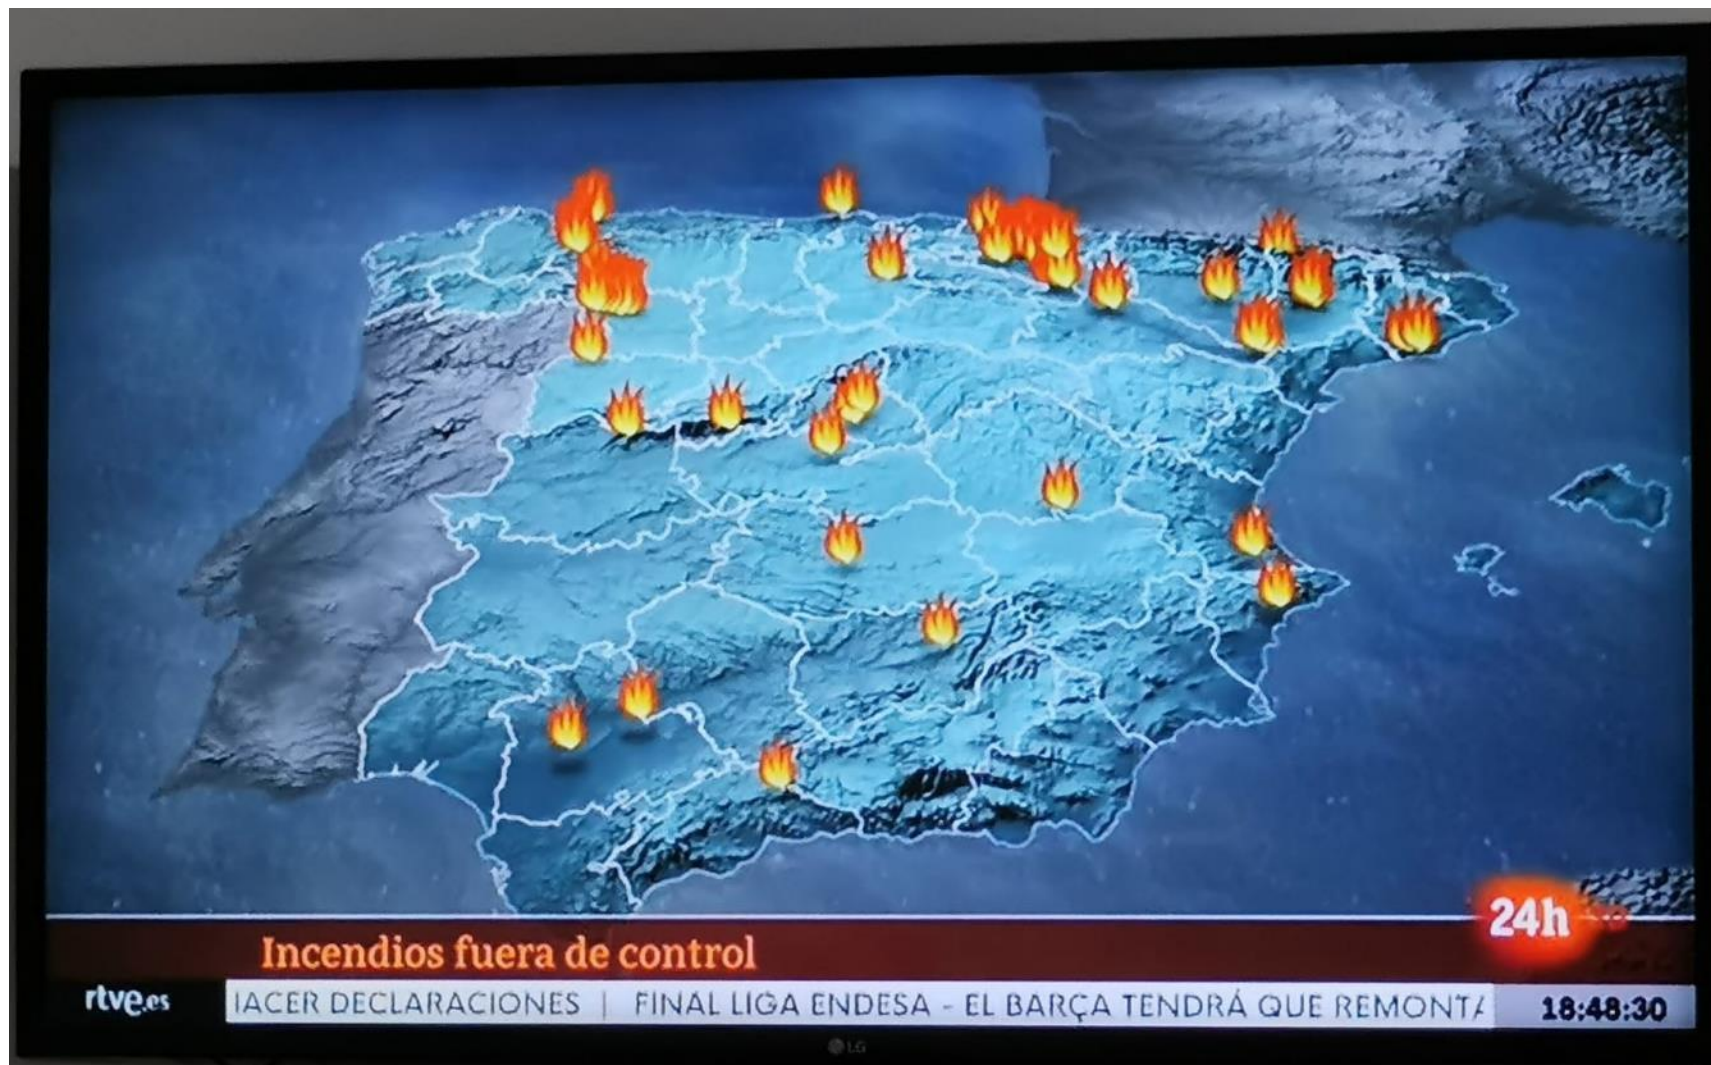 24h
Incendios fuera de control
rtve.es
IACER DECLARACIONES | FINAL LIGA ENDESA - EL BARÇA TENDRÁ QUE REMONTA
18:48:30
LG